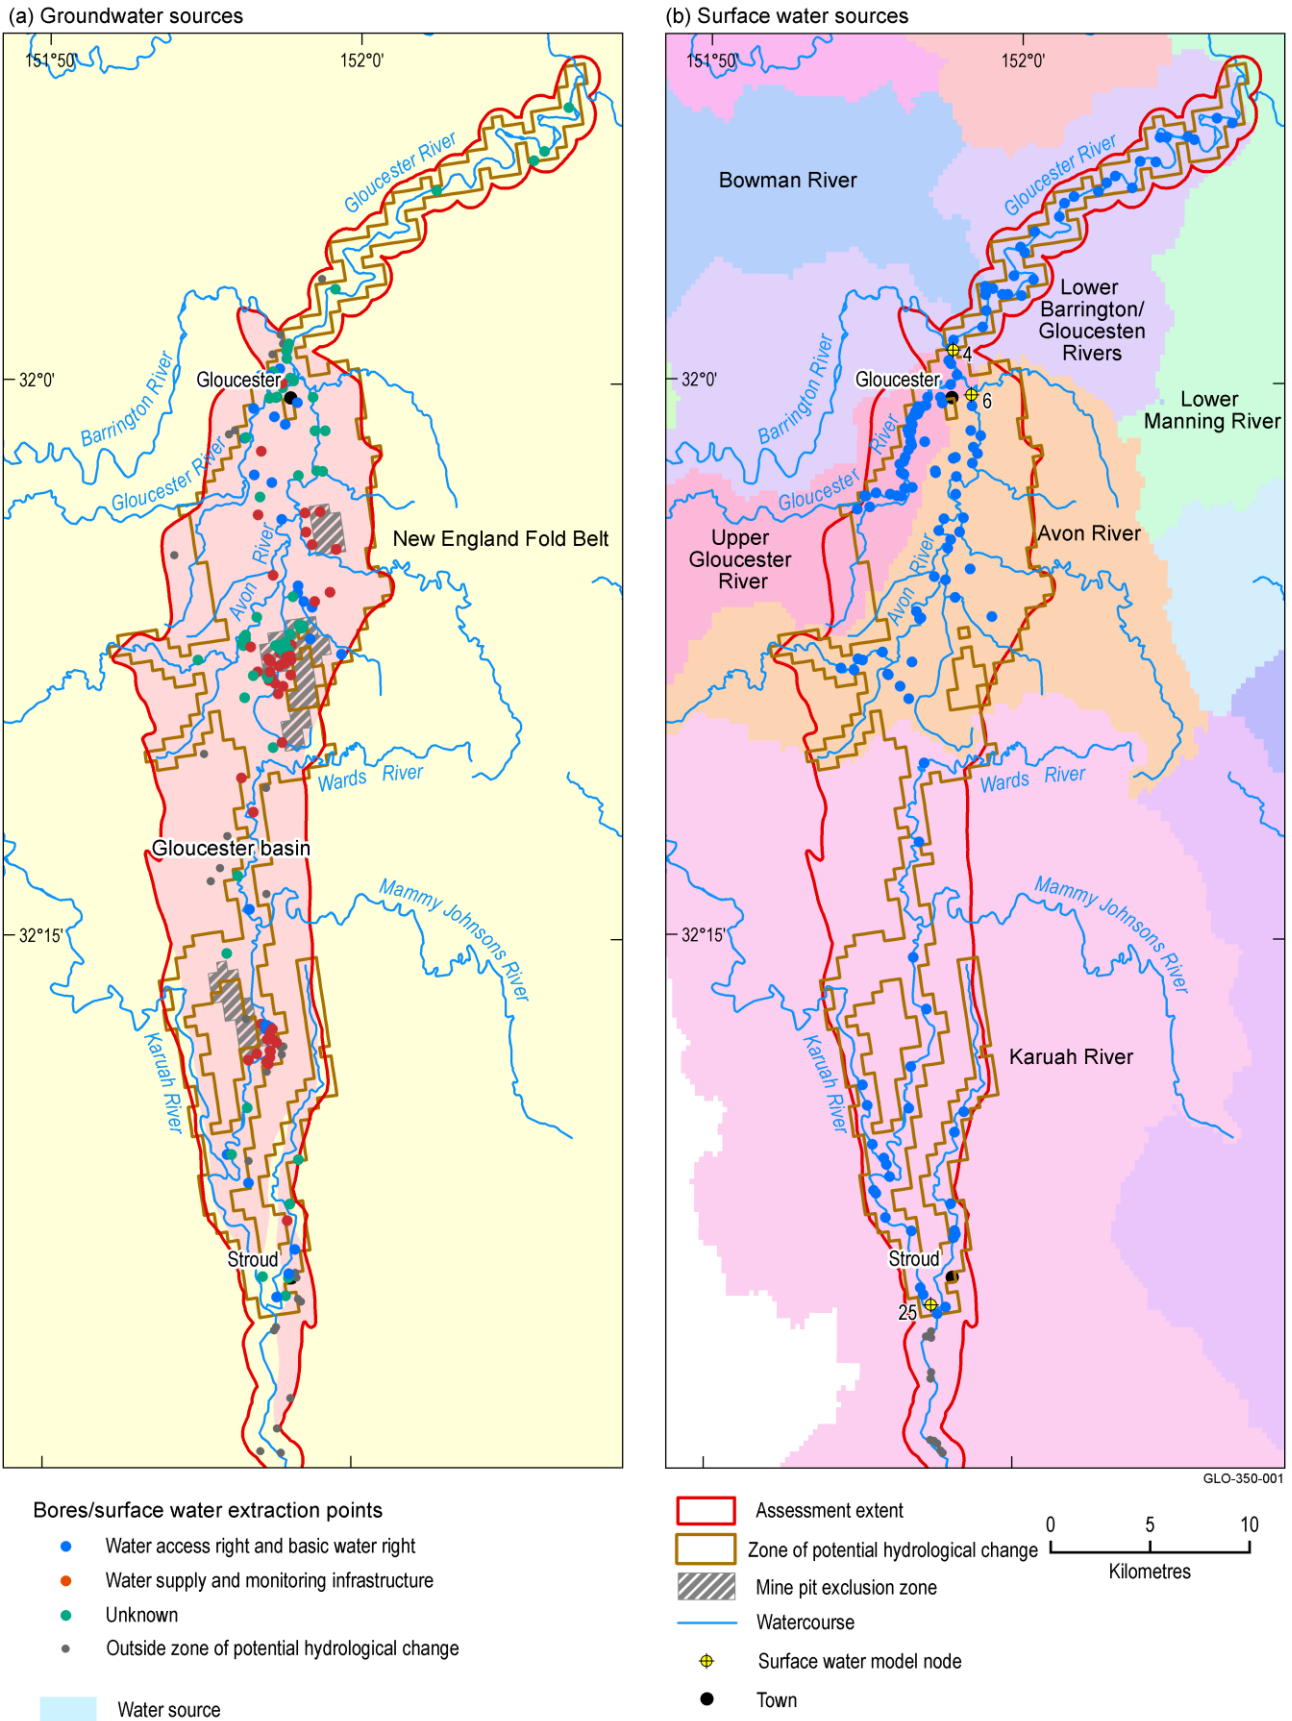 (a) Groundwater sources
(b) Surface water sources
151°50'
152°0'
Gloucester River
Barrington River
32°0'
Gloucester
Gloucester River
New England Fold Belt
Avon River
Wards River
Gloucester basin
Mammy Johnsons River
32°15'
Karuah River
Stroud
151°50'
152°0'
Bowman River
Gloucester River
Lower
Barrington/
Gloucesten
Rivers
4
32°0'
Gloucester
6
Barrington River
Lower
Manning River
Gloucester River
Upper
Gloucester
River
Avon River
Avon River
Wards River
Mammy Johnsons River
32°15'
Karuah River
Karuah River
Stroud
25
GLO-350-001
Bores/surface water extraction points
Water access right and basic water right
Water supply and monitoring infrastructure
Unknown
Outside zone of potential hydrological change
Water source
Assessment extent
Zone of potential hydrological change
Mine pit exclusion zone
Watercourse
Surface water model node
Town
0 5 10
Kilometres